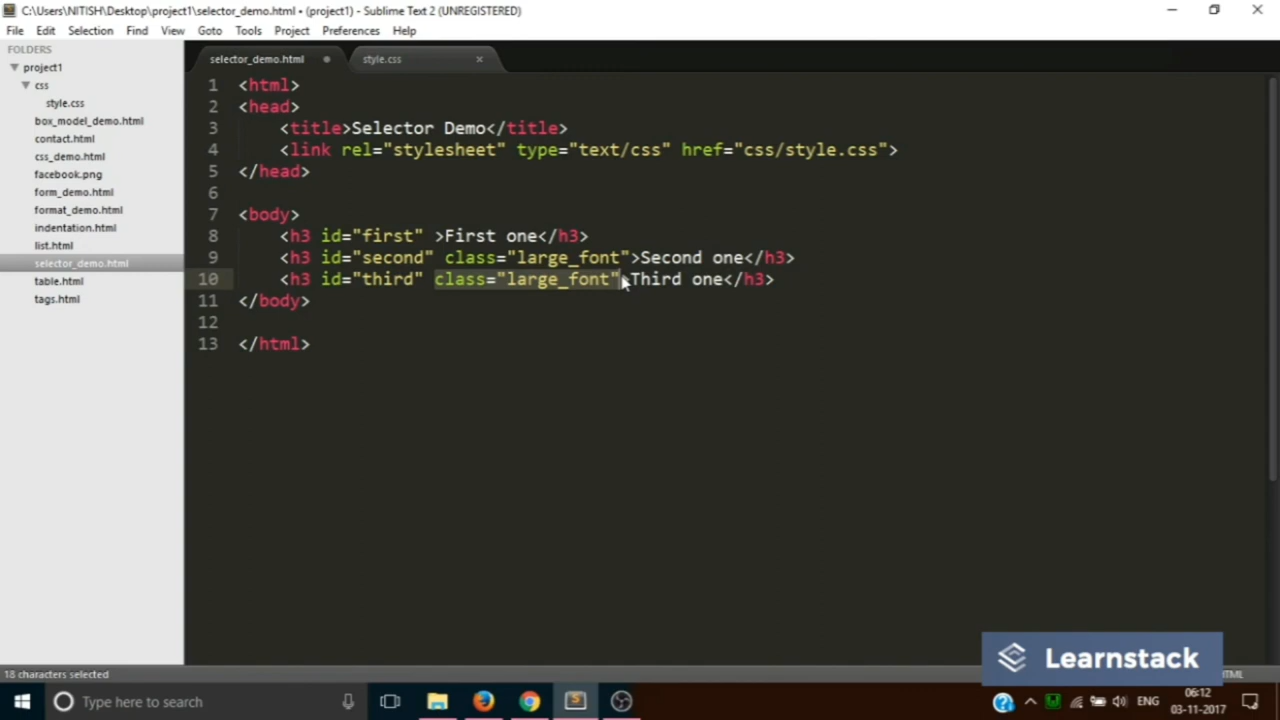 C:\Users\NITISH\Desktop\project1\selector_demo.html • (project1) - Sublime Text 2 (UNREGISTERED)
File Edit Selection Find View Goto Tools Project Preferences Help
FOLDERS
project1
css
style.css
box_model_demo.html
contact.html
css_demo.html
facebook.png
form_demo.html
format_demo.html
indentation.html
list.html
selector_demo.html
table.html
tags.html
selector_demo.html style.css
1 <html>
2 <head>
3 <title>Selector Demo</title>
4 <link rel="stylesheet" type="text/css" href="css/style.css">
5 </head>
6
7 <body>
8 <h3 id="first" >First one</h3>
9 <h3 id="second" class="large_font">Second one</h3>
10 <h3 id="third" class="large_font">Third one</h3>
11 </body>
12
13 </html>
Learnstack
18 characters selected
Type here to search
ENG
06:12
03-11-2017